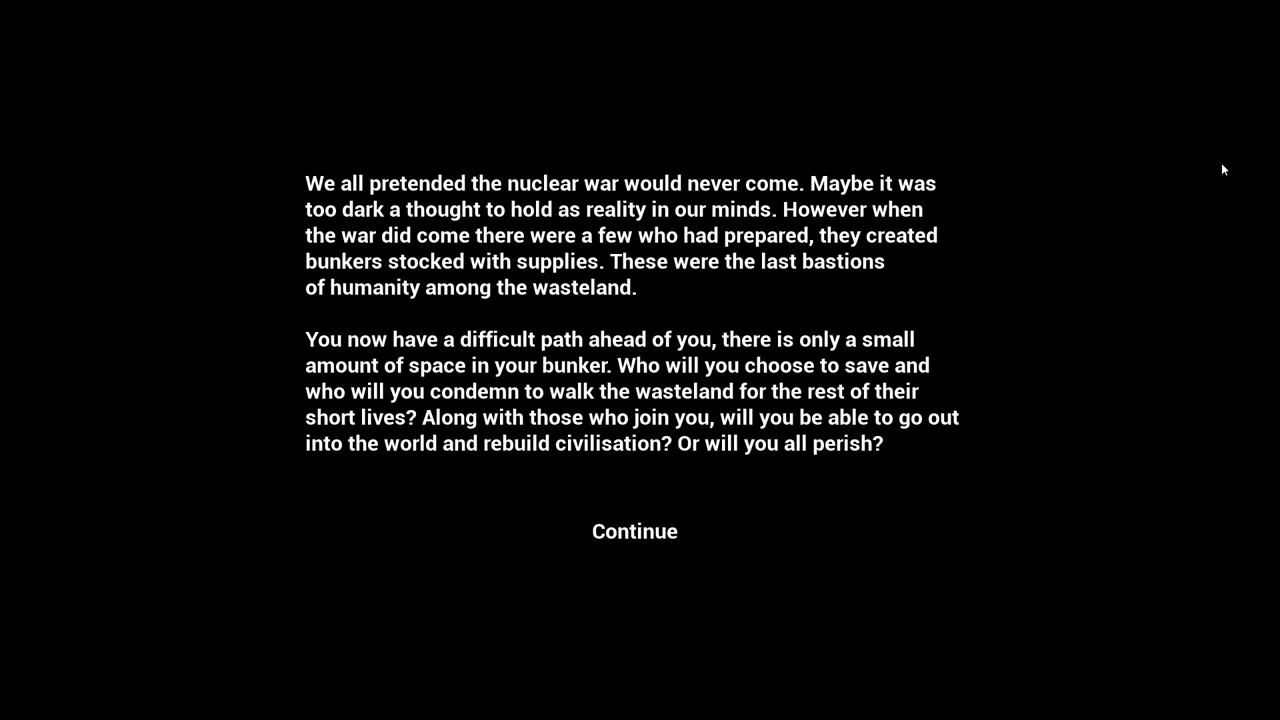 We all pretended the nuclear war would never come. Maybe it was
too dark a thought to hold as reality in our minds. However when
the war did come there were a few who had prepared, they created
bunkers stocked with supplies. These were the last bastions
of humanity among the wasteland.
You now have a difficult path ahead of you, there is only a small
amount of space in your bunker. Who will you choose to save and
who will you condemn to walk the wasteland for the rest of their
short lives? Along with those who join you, will you be able to go out
into the world and rebuild civilisation? Or will you all perish?
Continue